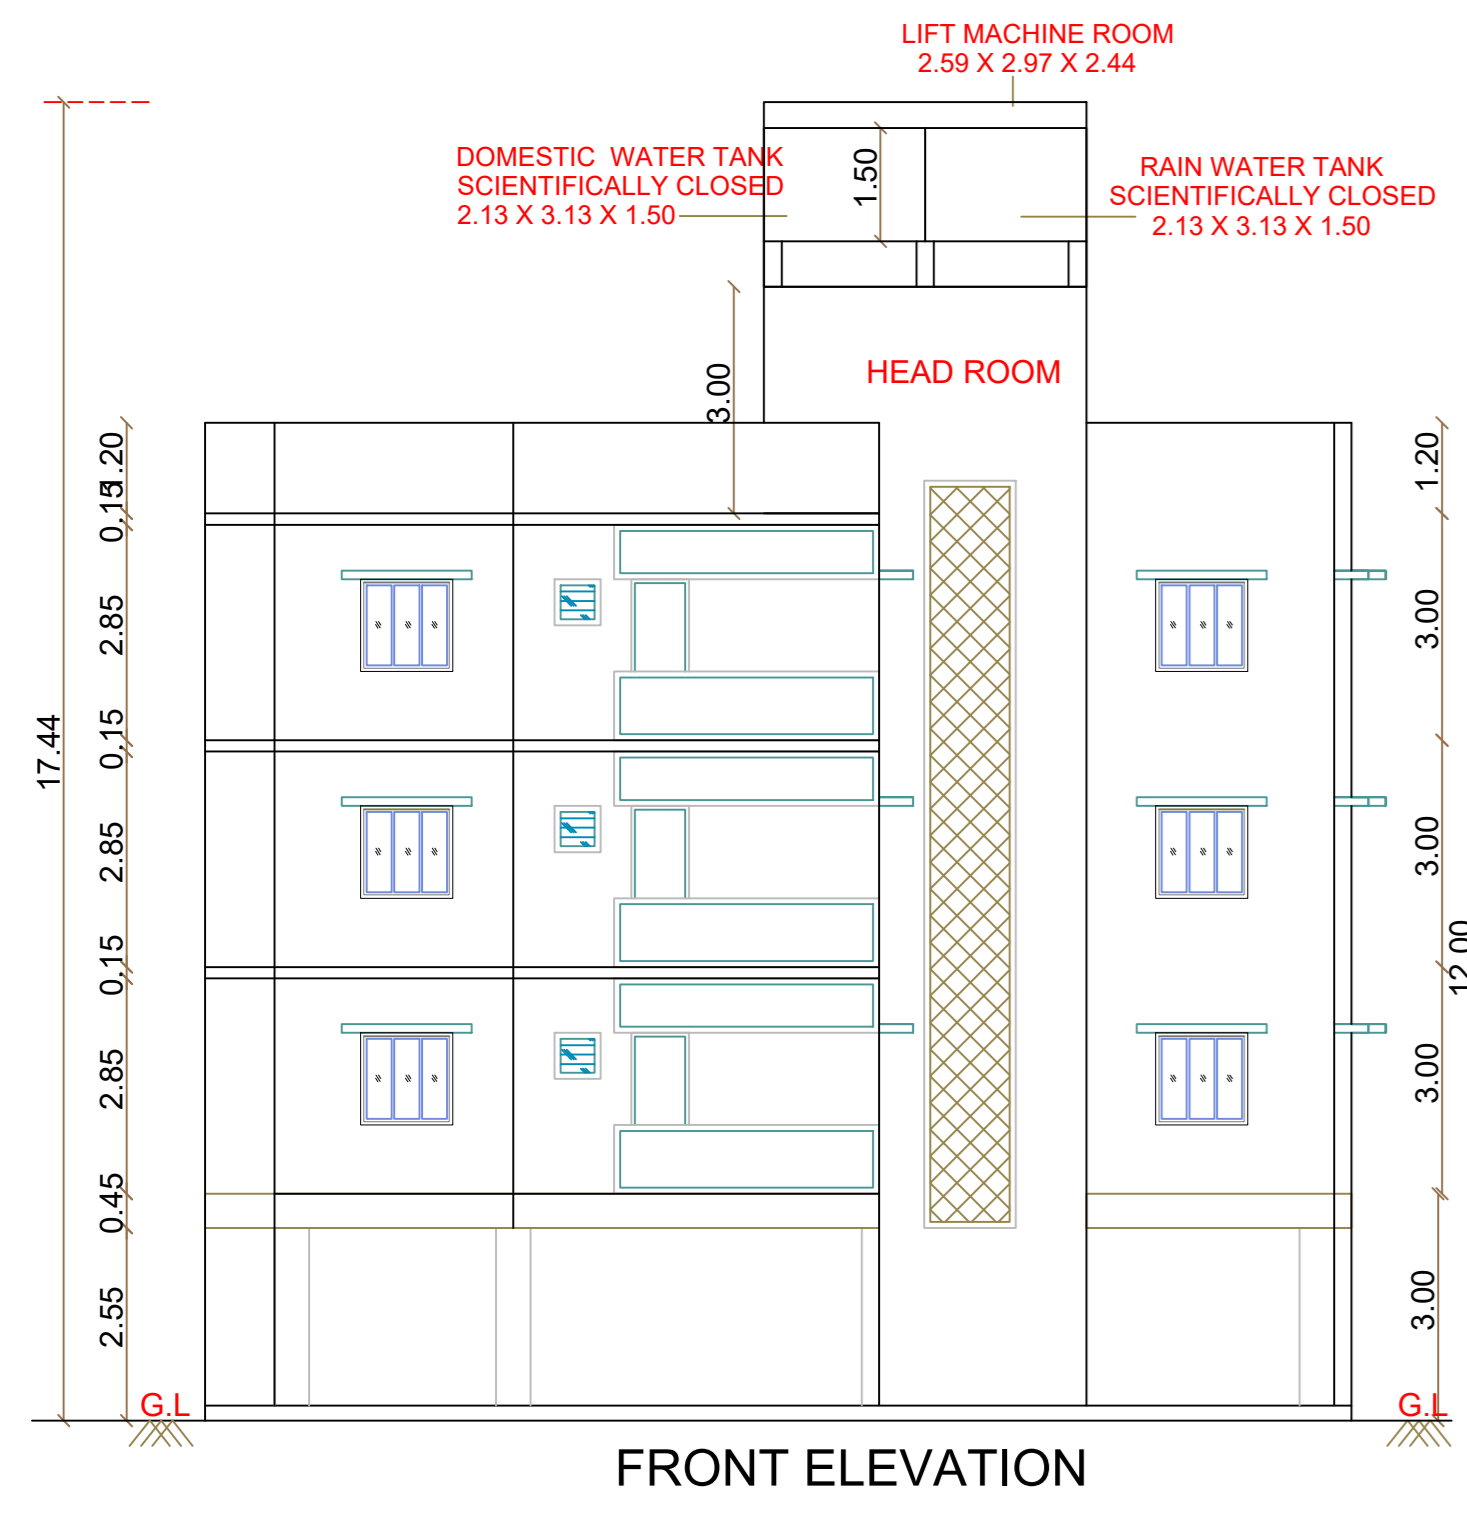 LIFT MACHINE ROOM
2.59 X 2.97 X 2.44
DOMESTIC  WATER TANK
SCIENTIFICALLY CLOSED
2.13 X 3.13 X 1.50
1.50
RAIN WATER TANK
SCIENTIFICALLY CLOSED
2.13 X 3.13 X 1.50
3.00
HEAD ROOM
1.20
0.15
2.85
0.15
2.85
0.15
2.85
0.45
2.55
17.44
1.20
3.00
3.00
12.00
3.00
3.00
G.L
G.L
FRONT ELEVATION